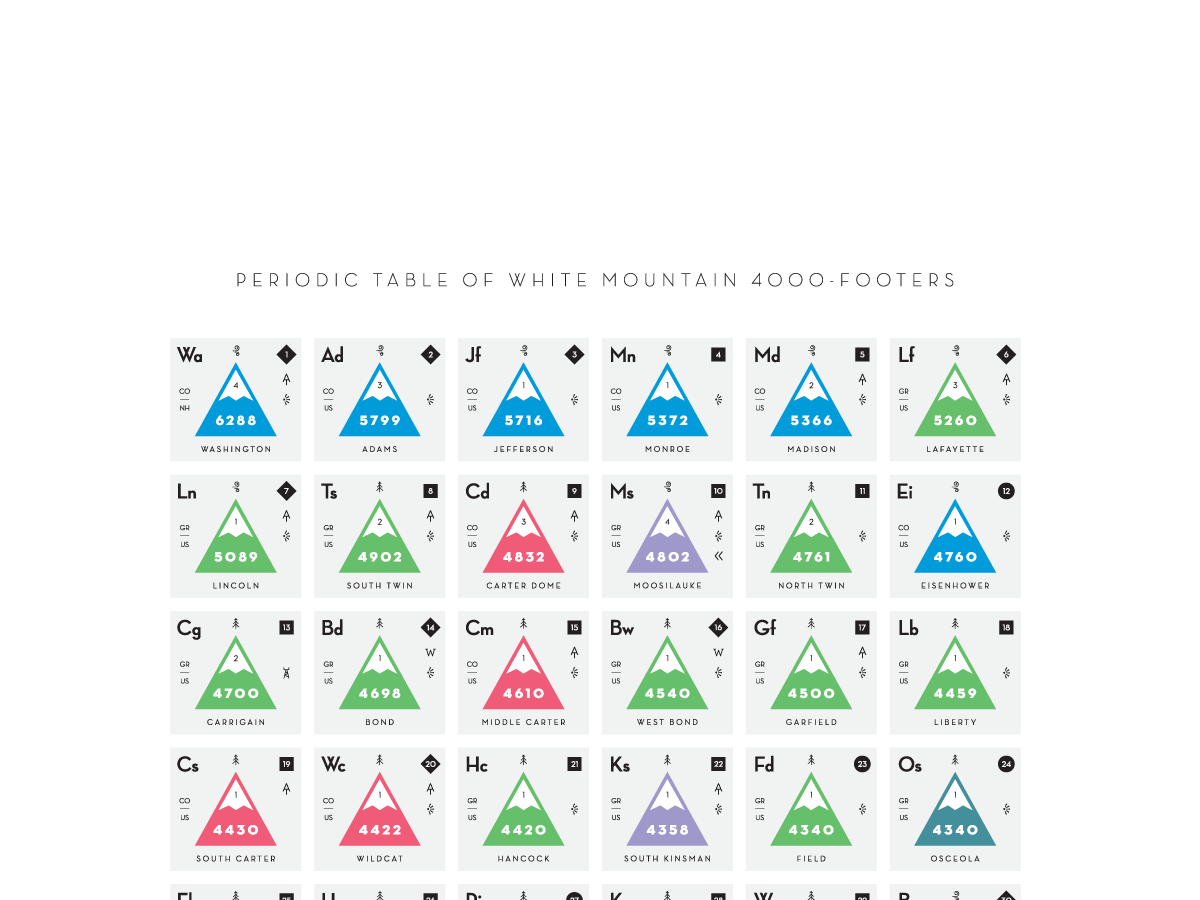 PERIODIC TABLE OF WHITE MOUNTAIN 4000-FOOTERS
Wa 1
4
CO
NH
6288
WASHINGTON
Ad 2
3
CO
US
5799
ADAMS
Jf 3
1
CO
US
5716
JEFFERSON
Mn 4
1
CO
US
5372
MONROE
Md 5
2
CO
US
5366
MADISON
Lf 6
3
GR
US
5260
LAFAYETTE
Ln 7
1
GR
US
5089
LINCOLN
Ts 8
2
GR
US
4902
SOUTH TWIN
Cd 9
3
CO
US
4832
CARTER DOME
Ms 10
4
GR
US
4802
MOOSILAUKE
Tn 11
2
GR
US
4761
NORTH TWIN
Ei 12
1
CO
US
4760
EISENHOWER
Cg 13
2
GR
US
4700
CARRIGAIN
Bd 14
W
1
GR
US
4698
BOND
Cm 15
1
CO
US
4610
MIDDLE CARTER
Bw 16
W
1
GR
US
4540
WEST BOND
Gf 17
1
GR
US
4500
GARFIELD
Lb 18
1
GR
US
4459
LIBERTY
Cs 19
1
CO
US
4430
SOUTH CARTER
Wc 20
1
CO
US
4422
WILDCAT
Hc 21
1
GR
US
4420
HANCOCK
Ks 22
1
GR
US
4358
SOUTH KINSMAN
Fd 23
1
GR
US
4340
FIELD
Os 24
1
GR
US
4340
OSCEOLA